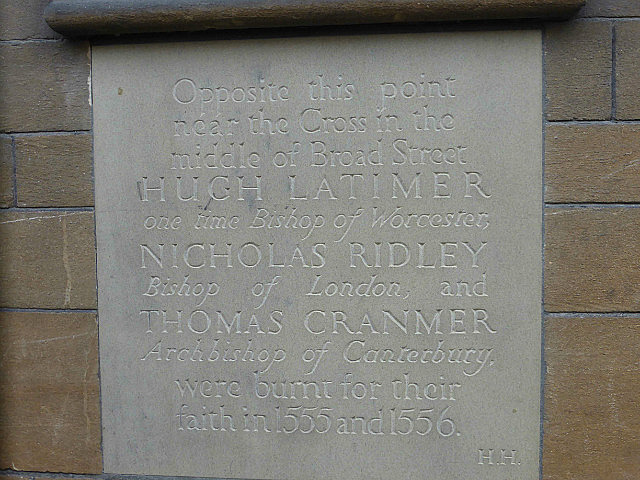 Opposite this point
near the Cross in the
middle of Broad Street
HUGH LATIMER
one time Bishop of Worcester,
NICHOLAS RIDLEY
Bishop of London, and
THOMAS CRANMER
Archbishop of Canterbury,
were burnt for their
faith in 1555 and 1556.
H.H.